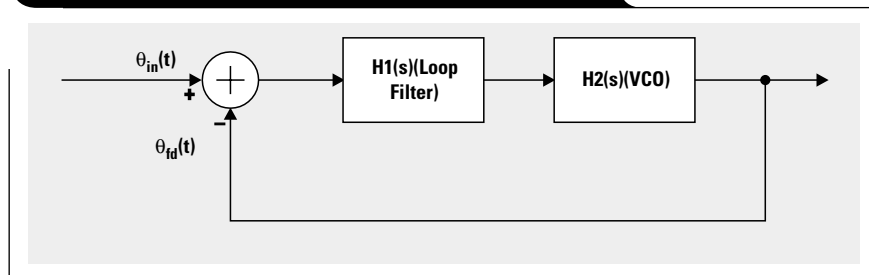 θin(t)
+
−
θfd(t)
H1(s)(Loop
Filter)
H2(s)(VCO)